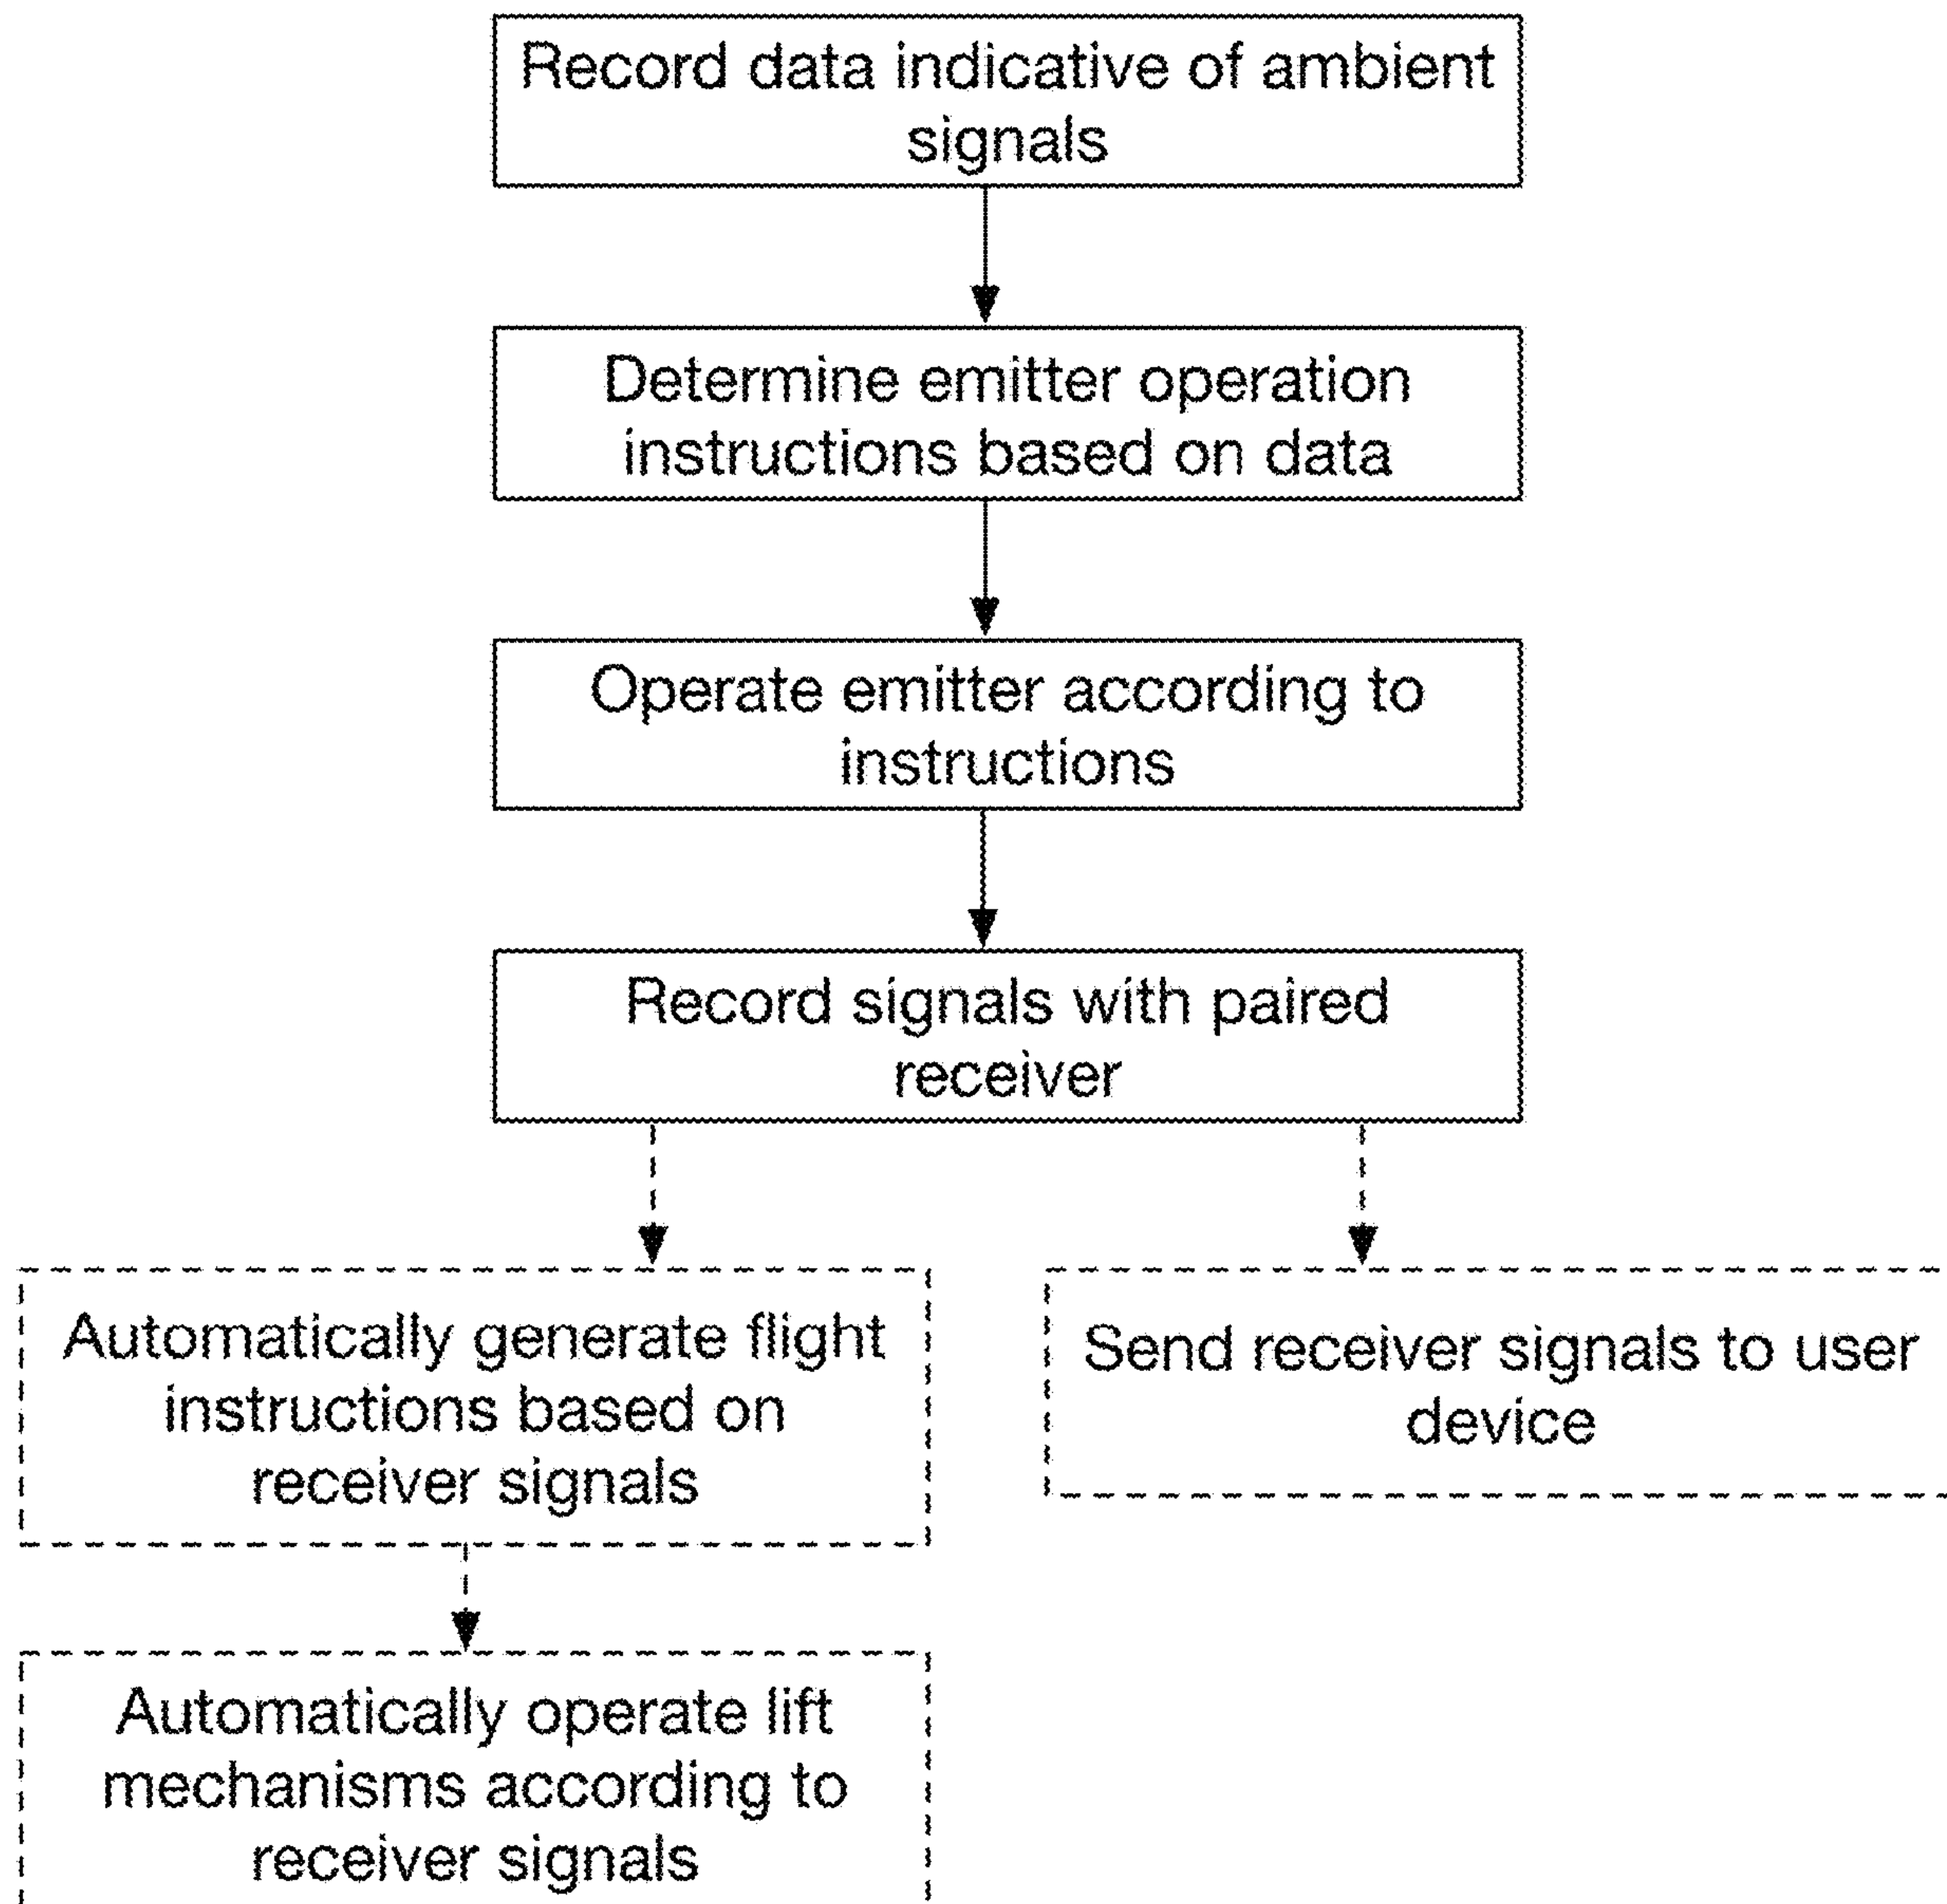 Record data indicative of ambient
signals
Determine emitter operation
instructions based on data
Operate emitter according to
instructions
Record signals with paired
receiver
Automatically generate flight
instructions based on
receiver signals
Send receiver signals to user
device
Automatically operate lift
mechanisms according to
receiver signals